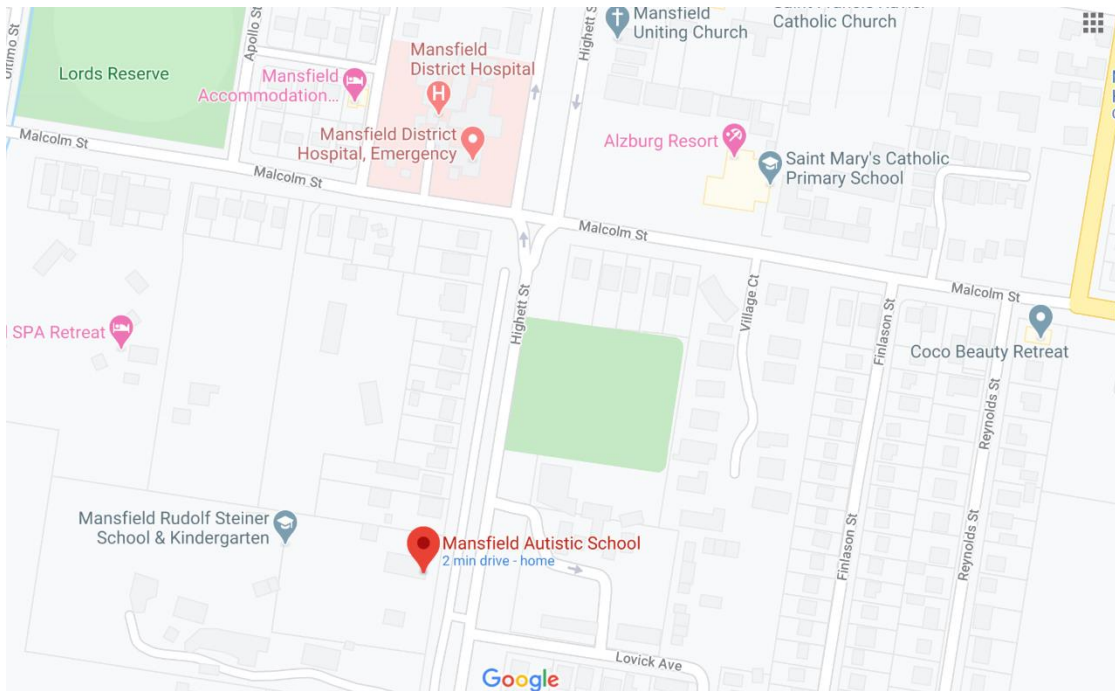 Mansfield
Uniting Church
Catholic Church
Highett St
Apollo St
Ultimo St
Lords Reserve
Mansfield
Accommodation...
Mansfield
District Hospital
H
Mansfield District
Hospital, Emergency
Alzburg Resort
Saint Mary's Catholic
Primary School
Malcolm St
Malcolm St
Malcolm St
Malcolm St
SPA Retreat
Highett St
Village Ct
Finlason St
Coco Beauty Retreat
Reynolds St
Mansfield Rudolf Steiner
School & Kindergarten
Mansfield Autistic School
2 min drive - home
Finlason St
Reynolds St
Lovick Ave
Google